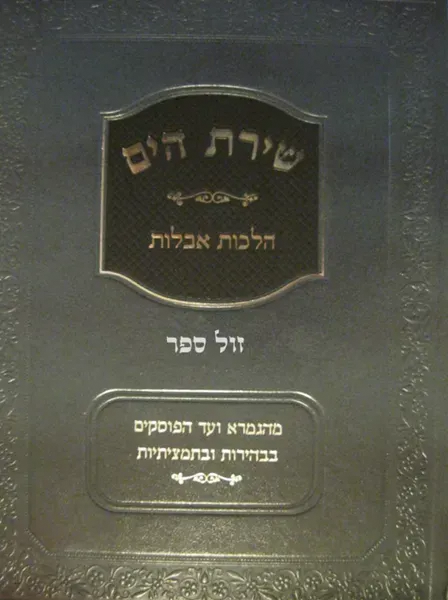 שירת הים
הלכות אבלות
זול ספר
מהגמרא ועד הפוסקים
בבהירות ובתמציתיות